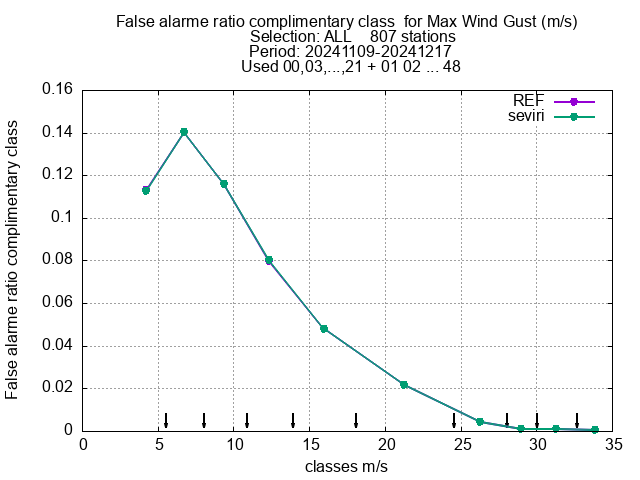 False alarme ratio complimentary class  for Max Wind Gust (m/s)
Selection: ALL    807 stations
Period: 20241109-20241217
Used 00,03,...,21 + 01 02 ... 48
REF
seviri
False alarme ratio complimentary class
0.16
0.14
0.12
0.1
0.08
0.06
0.04
0.02
0
0 5 10 15 20 25 30 35
classes m/s